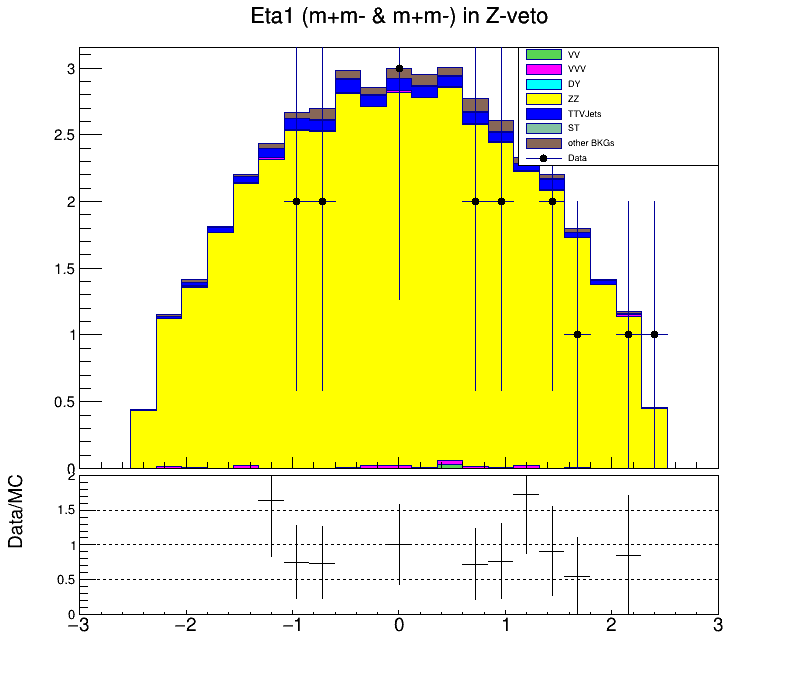 Eta1 (m+m- & m+m-) in Z-veto
VV
VVV
DY
ZZ
TTVJets
ST
other BKGs
Data
3
2.5
2
1.5
1
0.5
0
Data/MC
2
1.5
1
0.5
0
−3 −2 −1 0 1 2 3